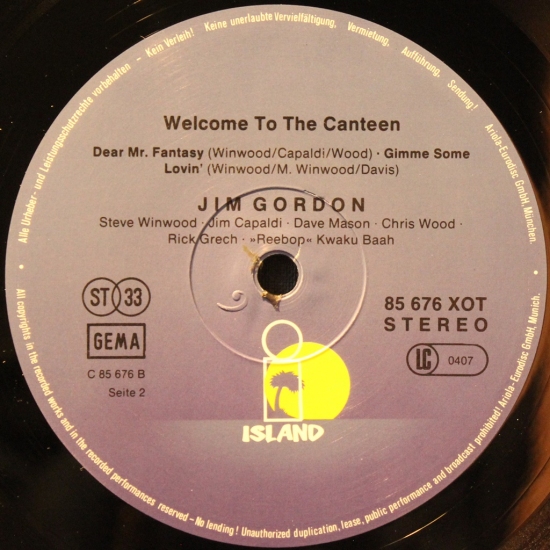 Alle Urheber- und Leistungsschutzrechte vorbehalten - Kein Verleih! Keine unerlaubte Vervielfältigung, Vermietung, Aufführung, Sendung! Ariola-Eurodisc GmbH, München.
Welcome To The Canteen
Dear Mr. Fantasy (Winwood/Capaldi/Wood) · Gimme Some
Lovin' (Winwood/M. Winwood/Davis)
JIM GORDON
Steve Winwood · Jim Capaldi · Dave Mason · Chris Wood ·
Rick Grech · »Reebop« Kwaku Baah
ST 33
85 676 XOT
STEREO
GEMA
LC 0407
C 85 676 B
Seite 2
ISLAND
All copyrights in the recorded works and in the recorded performances reserved - No lending! Unauthorized duplication, lease, public performance and broadcast prohibited! Ariola-Eurodisc GmbH, Munich.